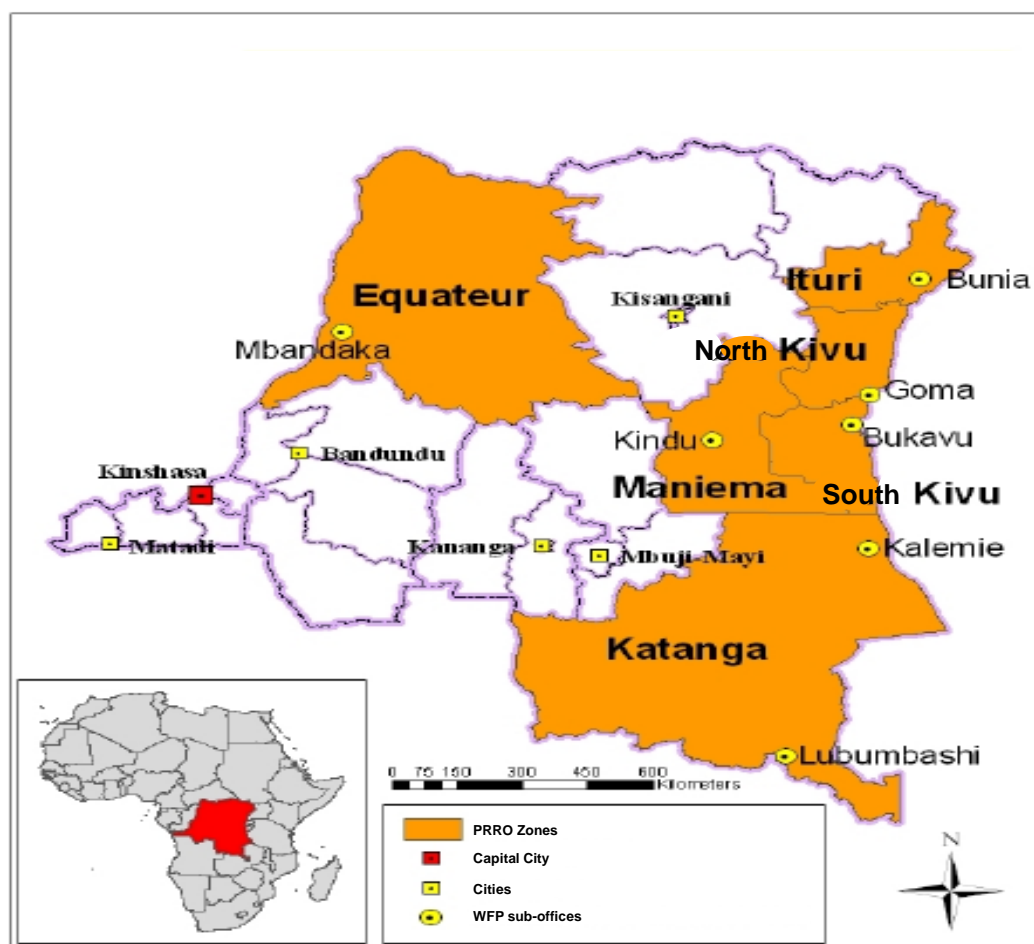 Equateur
Ituri
Bunia
Kisangani
Mbandaka
North Kivu
Goma
Kindu
Bukavu
Bandundu
Kinshasa
Maniema
South Kivu
Matadi
Kananga
Mbuji-Mayi
Kalemie
Katanga
Lubumbashi
0 75 150 300 450 600
Kilometers
PRRO Zones
Capital City
Cities
WFP sub-offices
N